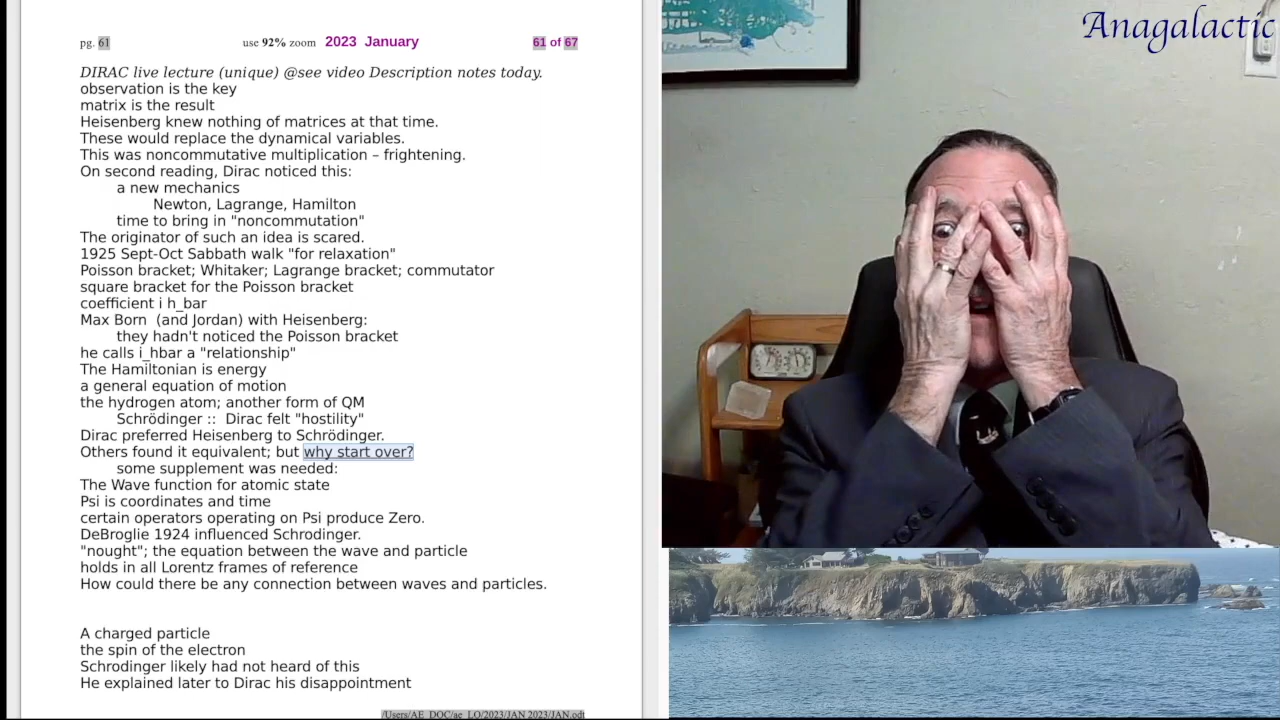 pg. 61 use 92% zoom 2023 January 61 of 67
DIRAC live lecture (unique) @see video Description notes today.
observation is the key
matrix is the result
Heisenberg knew nothing of matrices at that time.
These would replace the dynamical variables.
This was noncommutative multiplication – frightening.
On second reading, Dirac noticed this:
a new mechanics
Newton, Lagrange, Hamilton
time to bring in "noncommutation"
The originator of such an idea is scared.
1925 Sept-Oct Sabbath walk "for relaxation"
Poisson bracket; Whitaker; Lagrange bracket; commutator
square bracket for the Poisson bracket
coefficient i h_bar
Max Born (and Jordan) with Heisenberg:
they hadn't noticed the Poisson bracket
he calls i_hbar a "relationship"
The Hamiltonian is energy
a general equation of motion
the hydrogen atom; another form of QM
Schrödinger :: Dirac felt "hostility"
Dirac preferred Heisenberg to Schrödinger.
Others found it equivalent; but why start over?
some supplement was needed:
The Wave function for atomic state
Psi is coordinates and time
certain operators operating on Psi produce Zero.
DeBroglie 1924 influenced Schrodinger.
"nought"; the equation between the wave and particle
holds in all Lorentz frames of reference
How could there be any connection between waves and particles.
A charged particle
the spin of the electron
Schrodinger likely had not heard of this
He explained later to Dirac his disappointment
/Users/AE_DOC/ae_LO/2023/JAN 2023/JAN.odt
Anagalactic